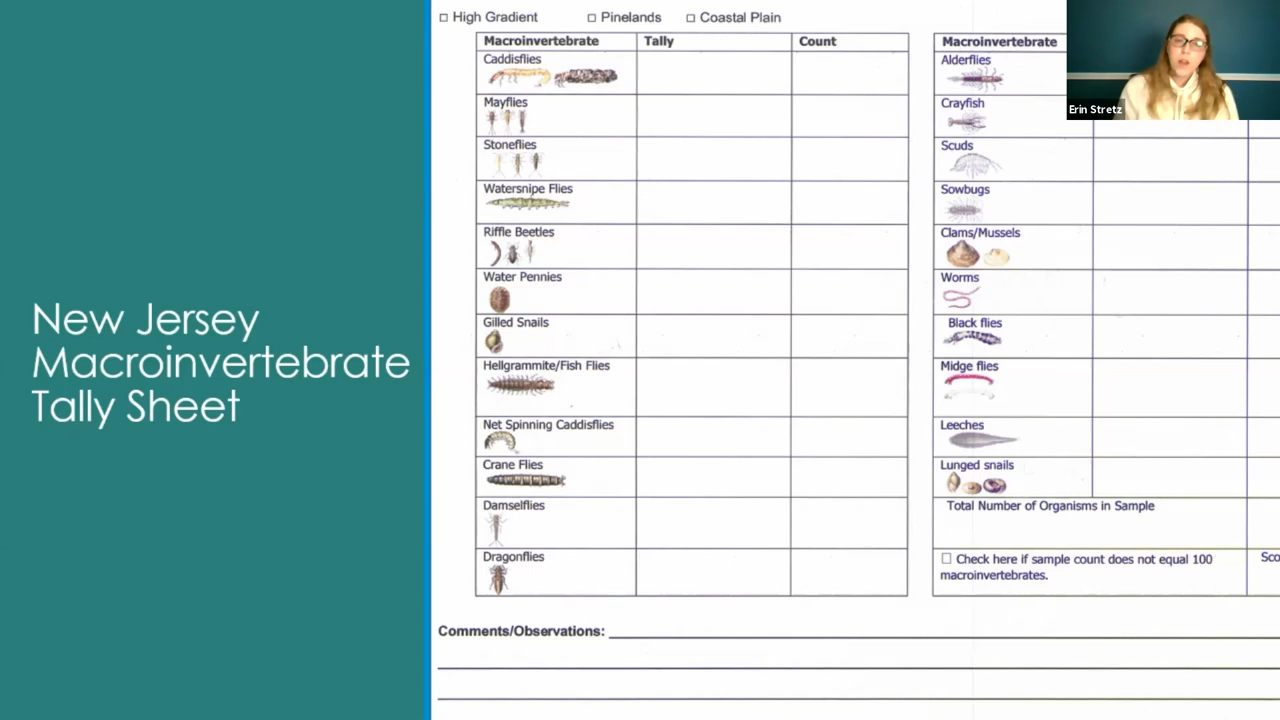 New Jersey
Macroinvertebrate
Tally Sheet
□ High Gradient □ Pinelands □ Coastal Plain
Macroinvertebrate Tally Count
Caddisflies
Mayflies
Stoneflies
Watersnipe Flies
Riffle Beetles
Water Pennies
Gilled Snails
Hellgrammite/Fish Flies
Net Spinning Caddisflies
Crane Flies
Damselflies
Dragonflies
Macroinvertebrate
Alderflies
Crayfish
Scuds
Sowbugs
Clams/Mussels
Worms
Black flies
Midge flies
Leeches
Lunged snails
Total Number of Organisms in Sample
□ Check here if sample count does not equal 100
macroinvertebrates.
Sco
Comments/Observations:
Erin Stretz